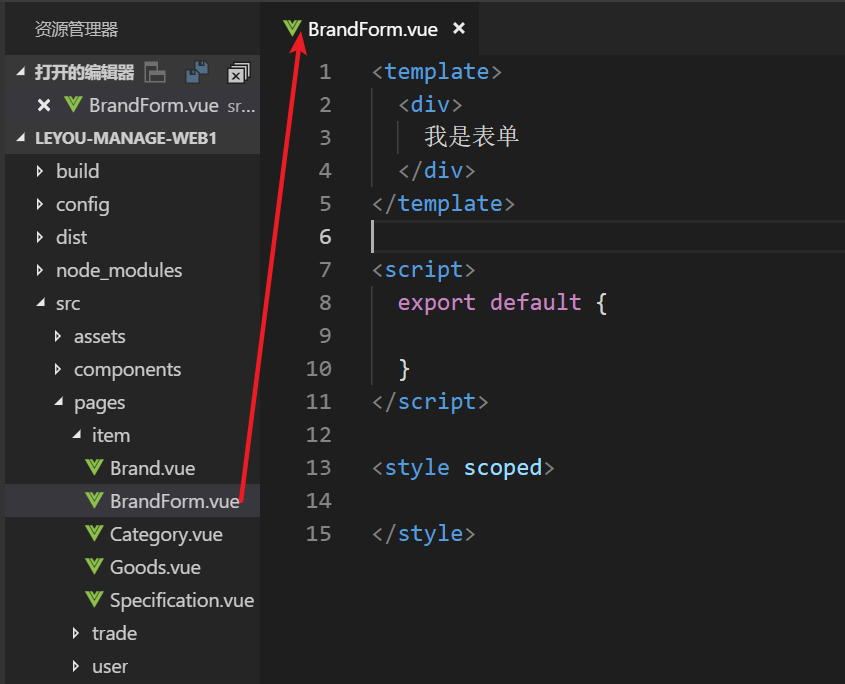 资源管理器
打开的编辑器
BrandForm.vue sr...
LEYOU-MANAGE-WEB1
build
config
dist
node_modules
src
assets
components
pages
item
Brand.vue
BrandForm.vue
Category.vue
Goods.vue
Specification.vue
trade
user
BrandForm.vue
1 <template>
2 <div>
3 我是表单
4 </div>
5 </template>
6
7 <script>
8 export default {
9
10 }
11 </script>
12
13 <style scoped>
14
15 </style>